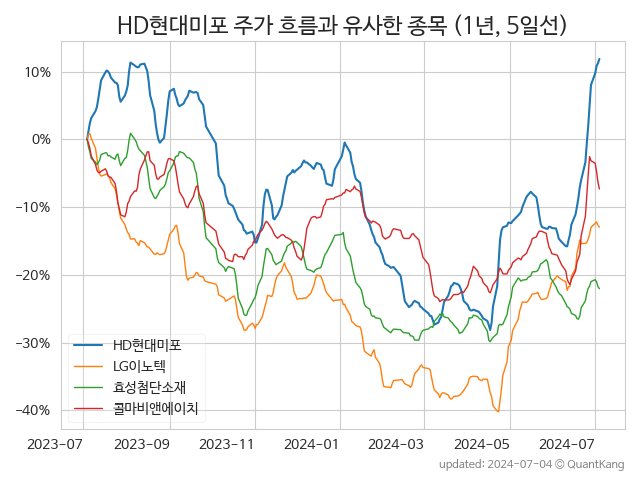 HD현대미포 주가 흐름과 유사한 종목 (1년, 5일선)
10%
0%
−10%
−20%
−30%
−40%
HD현대미포
LG이노텍
효성첨단소재
콜마비앤에이치
2023-07
2023-09
2023-11
2024-01
2024-03
2024-05
2024-07
updated: 2024-07-04 © QuantKang